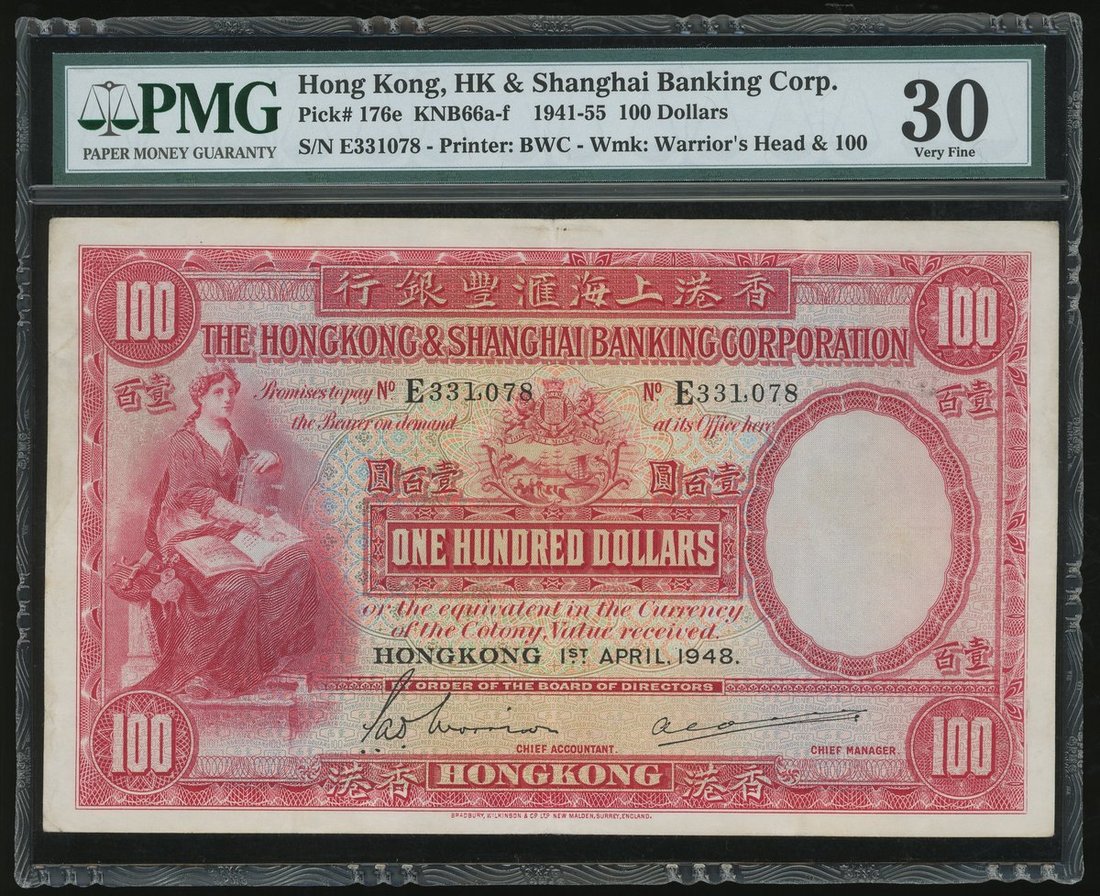 PMG
PAPER MONEY GUARANTY
Hong Kong, HK & Shanghai Banking Corp.
Pick# 176e KNB66a-f 1941-55 100 Dollars
S/N E331078 - Printer: BWC - Wmk: Warrior's Head & 100
30
Very Fine
行銀豐滙海上港香
100
100
THE HONGKONG & SHANGHAI BANKING CORPORATION
百壹
Promises to pay No E331,078
No E331,078
百壹
the Bearer on demand
at its Office here
圓百壹
圓百壹
ONE HUNDRED DOLLARS
or the equivalent in the Currency
of the Colony, Value received.
HONGKONG 1ST APRIL, 1948.
百壹
BY ORDER OF THE BOARD OF DIRECTORS
100
100
CHIEF ACCOUNTANT.
CHIEF MANAGER.
港香
HONGKONG
港香
BRADBURY, WILKINSON & CO LTD NEW MALDEN, SURREY, ENGLAND.